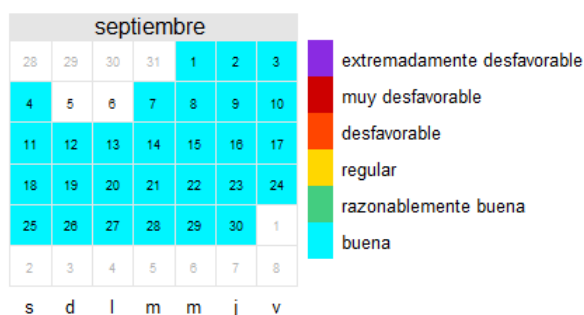 septiembre
28 29 30 31 1 2 3
4 5 6 7 8 9 10
11 12 13 14 15 16 17
18 19 20 21 22 23 24
25 26 27 28 29 30 1
2 3 4 5 6 7 8
s d l m m j v
extremadamente desfavorable
muy desfavorable
desfavorable
regular
razonablemente buena
buena